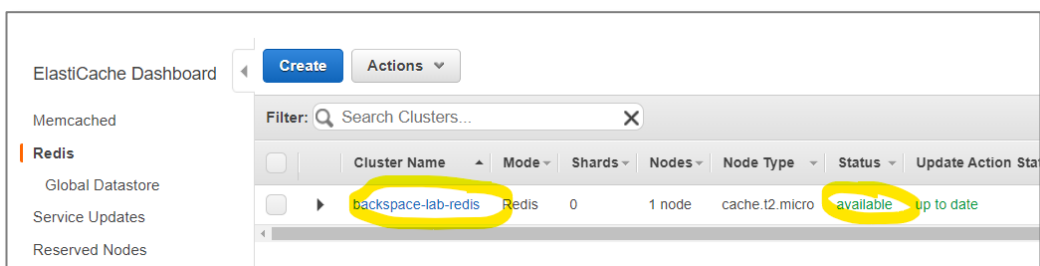 ElastiCache Dashboard
Memcached
Redis
Global Datastore
Service Updates
Reserved Nodes
Create Actions
Filter: Search Clusters...
Cluster Name Mode Shards Nodes Node Type Status Update Action Stat
backspace-lab-redis Redis 0 1 node cache.t2.micro available up to date